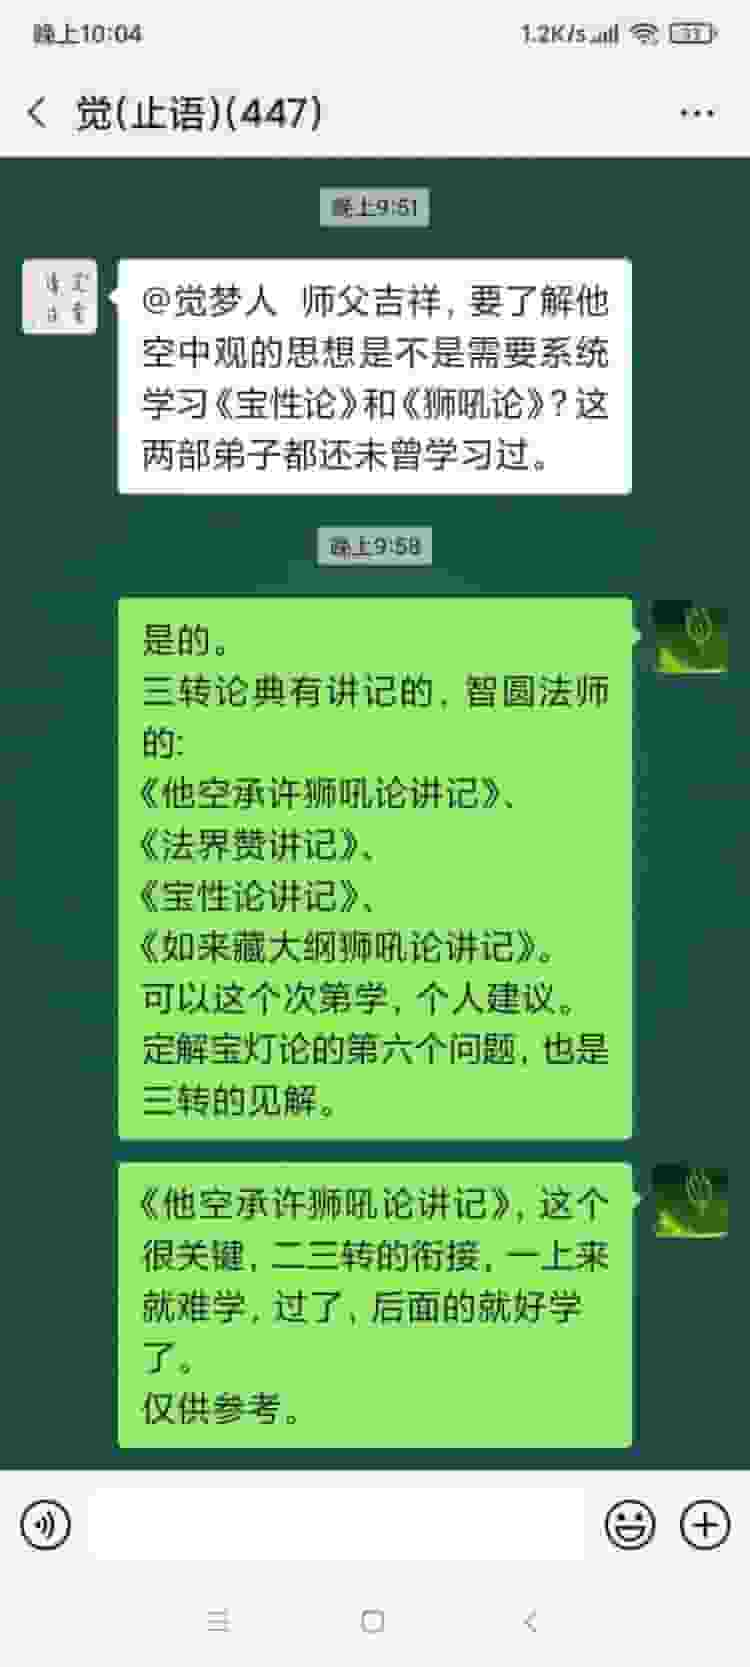 晚上10:04
1.2K/s
33
觉(止语)(447)
晚上9:51
@觉梦人 师父吉祥, 要了解他
空中观的思想是不是需要系统
学习《宝性论》和《狮吼论》? 这
两部弟子都还未曾学习过。
晚上9:58
是的。
三转论典有讲记的, 智圆法师
的:
《他空承许狮吼论讲记》、
《法界赞讲记》、
《宝性论讲记》、
《如来藏大纲狮吼论讲记》。
可以这个次第学, 个人建议。
定解宝灯论的第六个问题, 也是
三转的见解。
《他空承许狮吼论讲记》, 这个
很关键, 二三转的衔接, 一上来
就难学, 过了, 后面的就好学
了。
仅供参考。